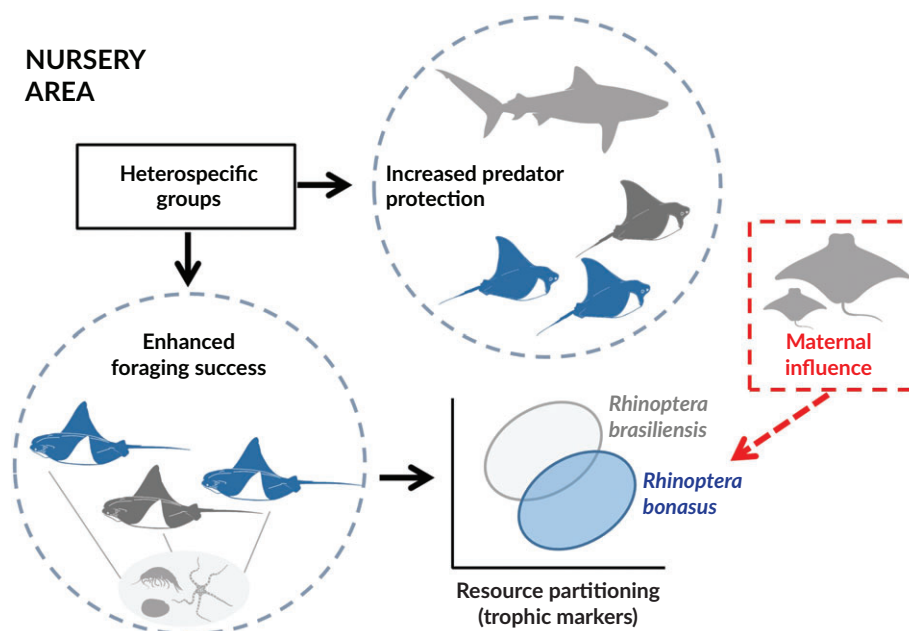 NURSERY
AREA
Heterospecific
groups
Increased predator
protection
Enhanced
foraging success
Maternal
influence
Rhinoptera
brasiliensis
Rhinoptera
bonasus
Resource partitioning
(trophic markers)